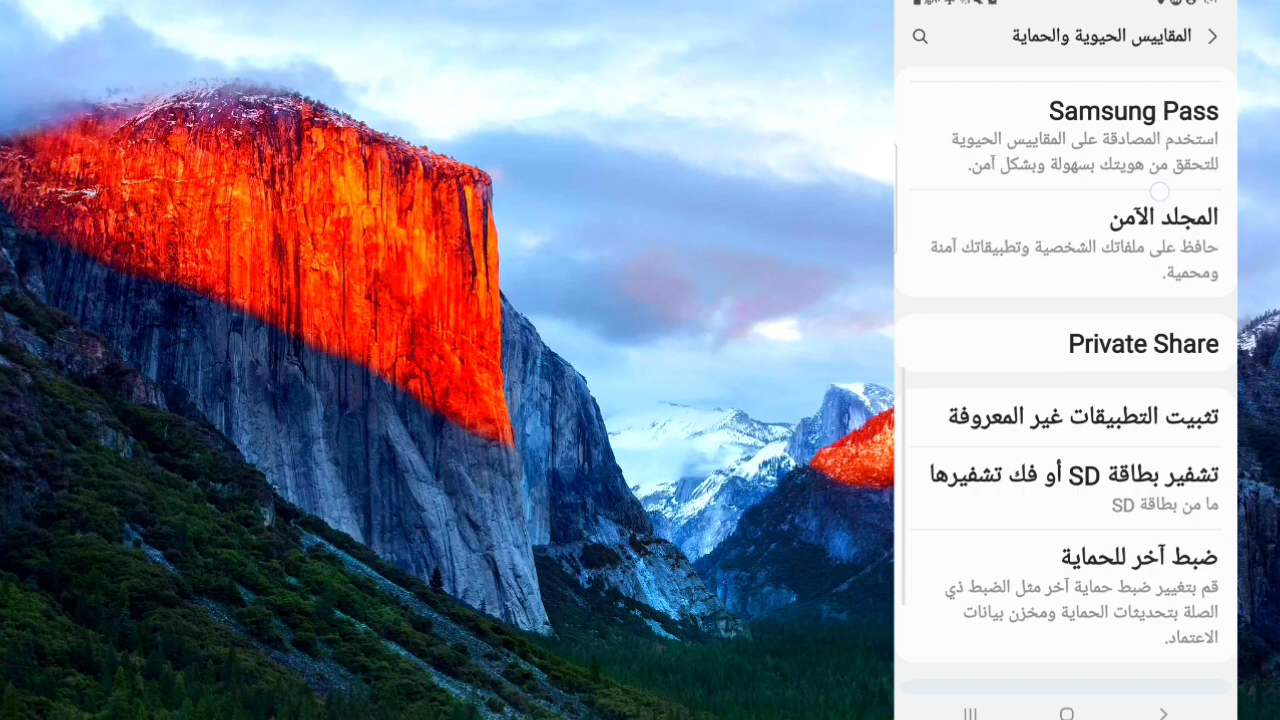 المقاييس الحيوية والحماية
Samsung Pass
استخدم المصادقة على المقاييس الحيوية
للتحقق من هويتك بسهولة وبشكل آمن.
المجلد الآمن
حافظ على ملفاتك الشخصية وتطبيقاتك آمنة
ومحمية.
Private Share
تثبيت التطبيقات غير المعروفة
تشفير بطاقة SD أو فك تشفيرها
ما من بطاقة SD
ضبط آخر للحماية
قم بتغيير ضبط حماية آخر مثل الضبط ذي
الصلة بتحديثات الحماية ومخزن بيانات
الاعتماد.